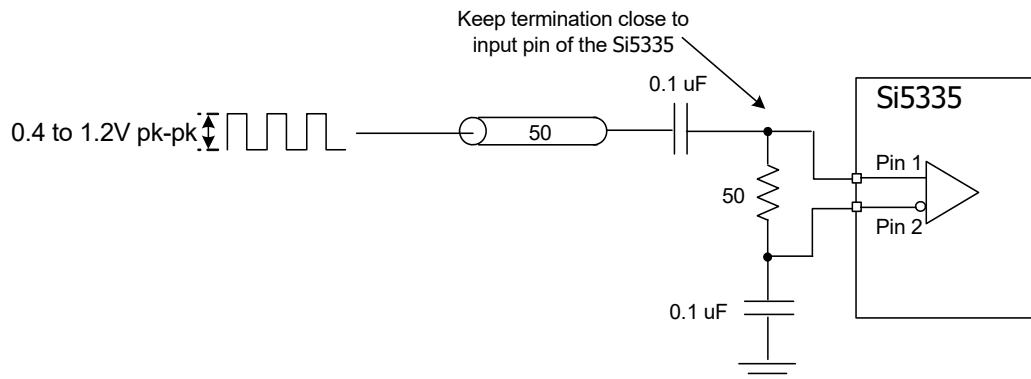 Keep termination close to
input pin of the Si5335
0.1 uF
Si5335
0.4 to 1.2V pk-pk
50
Pin 1
50
Pin 2
0.1 uF